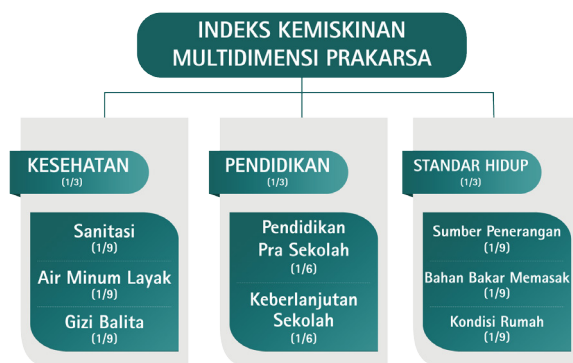 INDEKS KEMISKINAN
MULTIDIMENSI PRAKARSA
KESEHATAN
(1/3)
Sanitasi
(1/9)
Air Minum Layak
(1/9)
Gizi Balita
(1/9)
PENDIDIKAN
(1/3)
Pendidikan
Pra Sekolah
(1/6)
Keberlanjutan
Sekolah
(1/6)
STANDAR HIDUP
(1/3)
Sumber Penerangan
(1/9)
Bahan Bakar Memasak
(1/9)
Kondisi Rumah
(1/9)